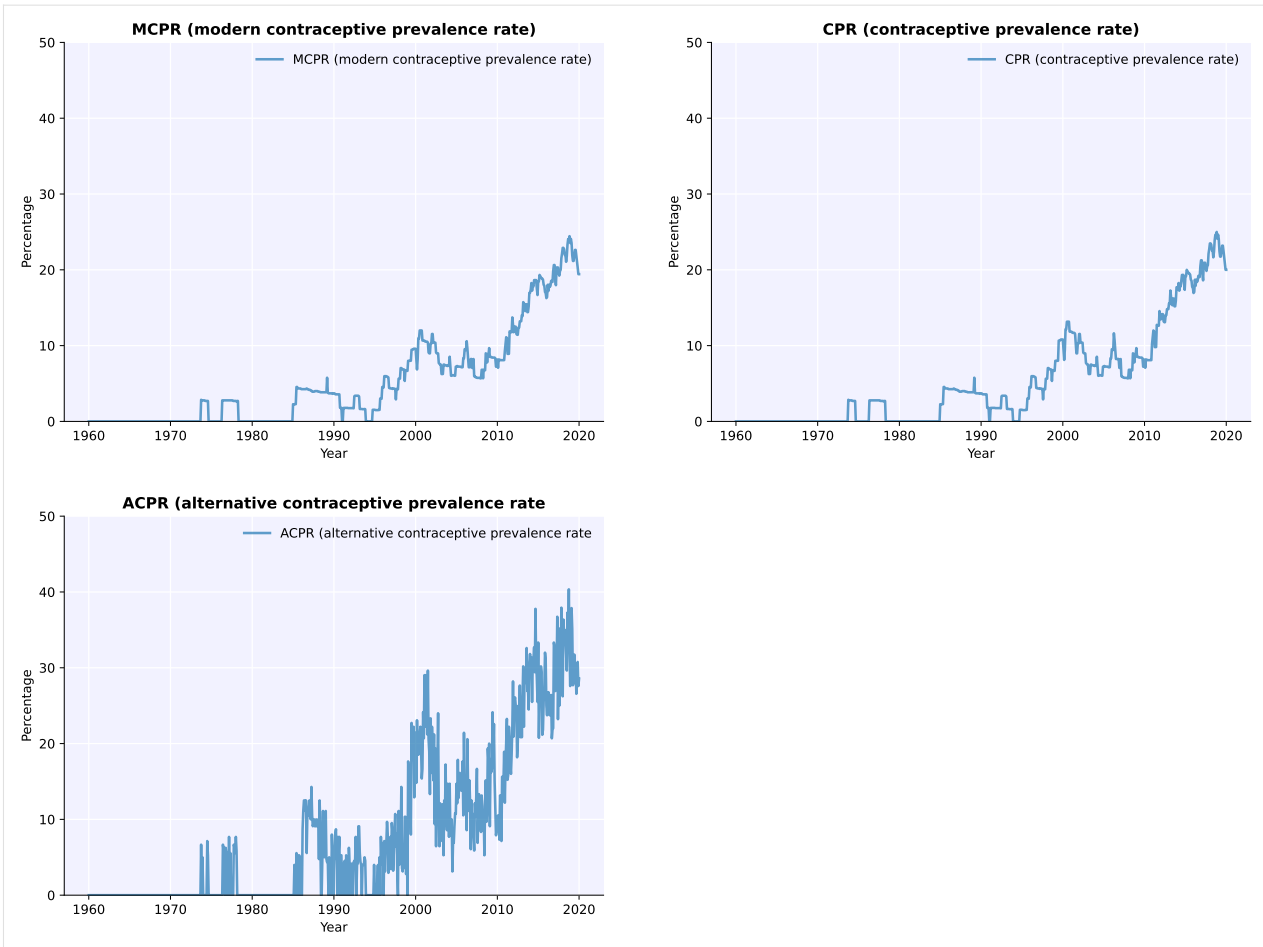 MCPR (modern contraceptive prevalence rate)
50
MCPR (modern contraceptive prevalence rate)
40
30
Percentage
20
10
0
1960 1970 1980 1990 2000 2010 2020
Year
CPR (contraceptive prevalence rate)
50
CPR (contraceptive prevalence rate)
40
30
Percentage
20
10
0
1960 1970 1980 1990 2000 2010 2020
Year
ACPR (alternative contraceptive prevalence rate
50
ACPR (alternative contraceptive prevalence rate
40
30
Percentage
20
10
0
1960 1970 1980 1990 2000 2010 2020
Year